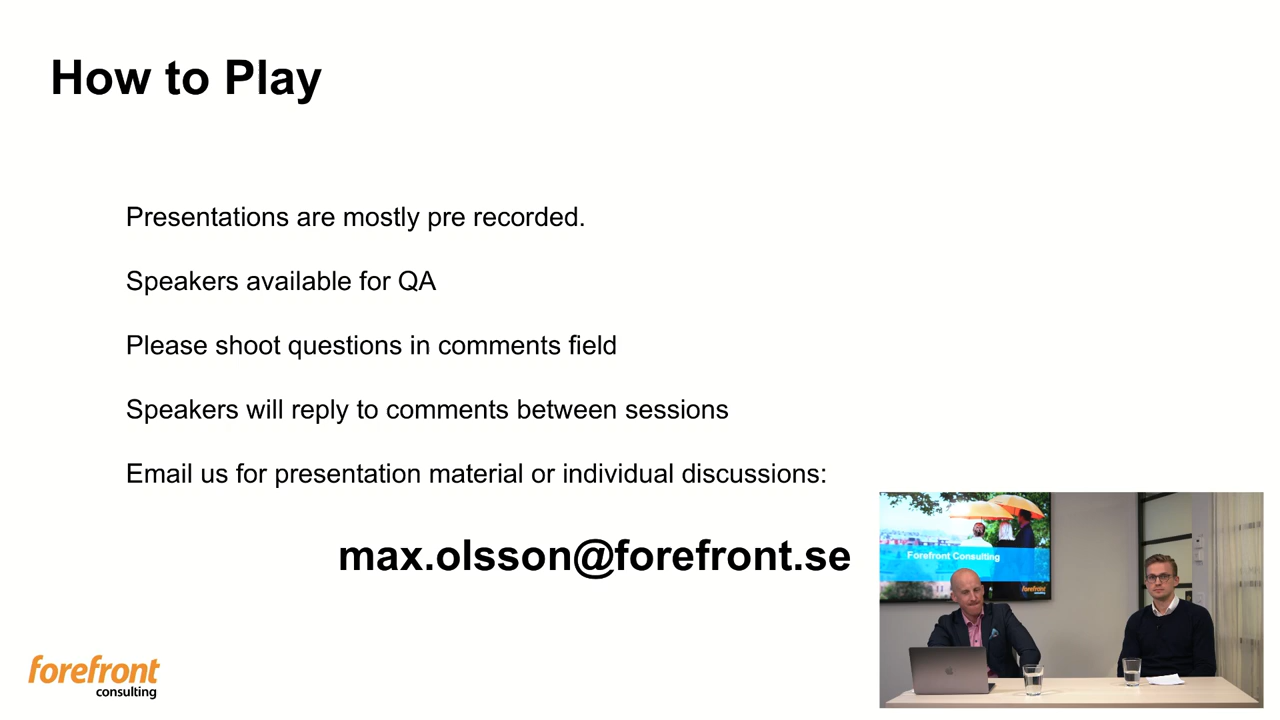 How to Play
Presentations are mostly pre recorded.
Speakers available for QA
Please shoot questions in comments field
Speakers will reply to comments between sessions
Email us for presentation material or individual discussions:
max.olsson@forefront.se
Forefront Consulting
forefront
consulting
forefront
consulting